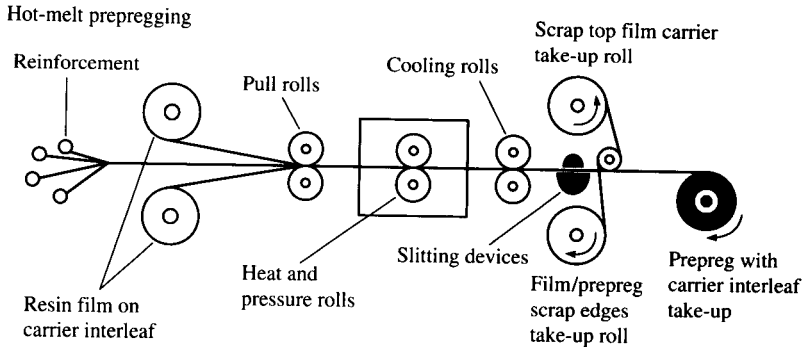 Hot-melt prepregging
Reinforcement
Pull rolls
Cooling rolls
Scrap top film carrier
take-up roll
Resin film on
carrier interleaf
Heat and
pressure rolls
Slitting devices
Film/prepreg
scrap edges
take-up roll
Prepreg with
carrier interleaf
take-up